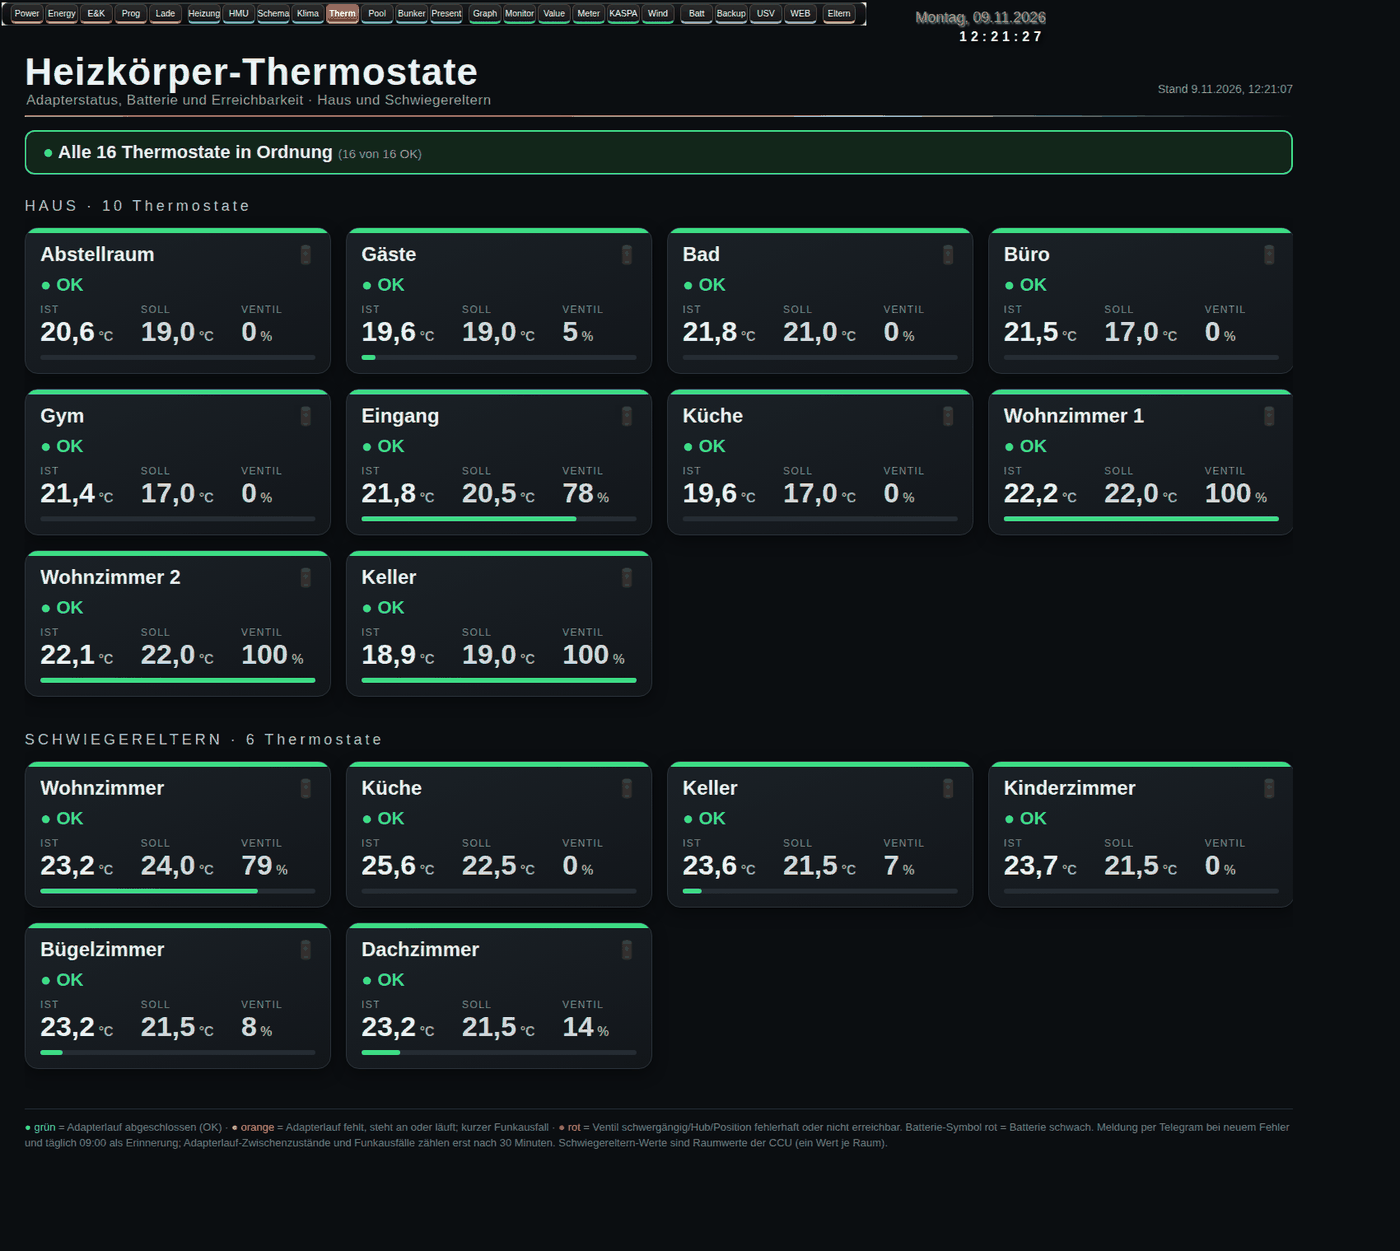 Power Energy E&K Prog Lade Heizung HMU Schema Klima Therm Pool Bunker Present Graph Monitor Value Meter KASPA Wind Batt Backup USV WEB Eltern
Montag, 09.11.2026
12:21:27
Heizkörper-Thermostate
Adapterstatus, Batterie und Erreichbarkeit · Haus und Schwiegereltern
Stand 9.11.2026, 12:21:07
● Alle 16 Thermostate in Ordnung (16 von 16 OK)
HAUS · 10 Thermostate
Abstellraum Gäste Bad Büro
● OK ● OK ● OK ● OK
IST SOLL VENTIL IST SOLL VENTIL IST SOLL VENTIL IST SOLL VENTIL
20,6 °C 19,0 °C 0 % 19,6 °C 19,0 °C 5 % 21,8 °C 21,0 °C 0 % 21,5 °C 17,0 °C 0 %
Gym Eingang Küche Wohnzimmer 1
● OK ● OK ● OK ● OK
IST SOLL VENTIL IST SOLL VENTIL IST SOLL VENTIL IST SOLL VENTIL
21,4 °C 17,0 °C 0 % 21,8 °C 20,5 °C 78 % 19,6 °C 17,0 °C 0 % 22,2 °C 22,0 °C 100 %
Wohnzimmer 2 Keller
● OK ● OK
IST SOLL VENTIL IST SOLL VENTIL
22,1 °C 22,0 °C 100 % 18,9 °C 19,0 °C 100 %
SCHWIEGERELTERN · 6 Thermostate
Wohnzimmer Küche Keller Kinderzimmer
● OK ● OK ● OK ● OK
IST SOLL VENTIL IST SOLL VENTIL IST SOLL VENTIL IST SOLL VENTIL
23,2 °C 24,0 °C 79 % 25,6 °C 22,5 °C 0 % 23,6 °C 21,5 °C 7 % 23,7 °C 21,5 °C 0 %
Bügelzimmer Dachzimmer
● OK ● OK
IST SOLL VENTIL IST SOLL VENTIL
23,2 °C 21,5 °C 8 % 23,2 °C 21,5 °C 14 %
● grün = Adapterlauf abgeschlossen (OK) · ● orange = Adapterlauf fehlt, steht an oder läuft; kurzer Funkausfall · ● rot = Ventil schwergängig/Hub/Position fehlerhaft oder nicht erreichbar. Batterie-Symbol rot = Batterie schwach. Meldung per Telegram bei neuem Fehler
und täglich 09:00 als Erinnerung; Adapterlauf-Zwischenzustände und Funkausfälle zählen erst nach 30 Minuten. Schwiegereltern-Werte sind Raumwerte der CCU (ein Wert je Raum).